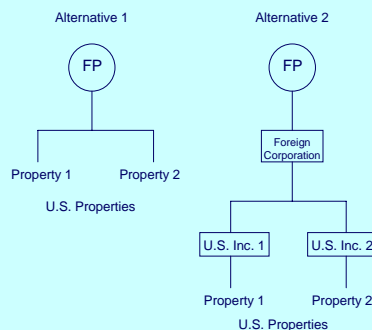 Alternative 1
FP
Property 1 Property 2
U.S. Properties
Alternative 2
FP
Foreign
Corporation
U.S. Inc. 1 U.S. Inc. 2
Property 1 Property 2
U.S. Properties